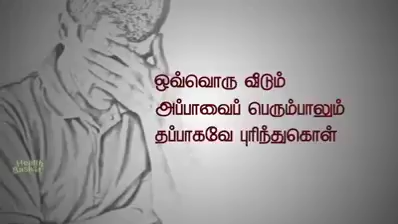 ஒவ்வொரு வீடும்
அப்பாவைப் பெரும்பாலும்
தப்பாகவே புரிந்துகொள்